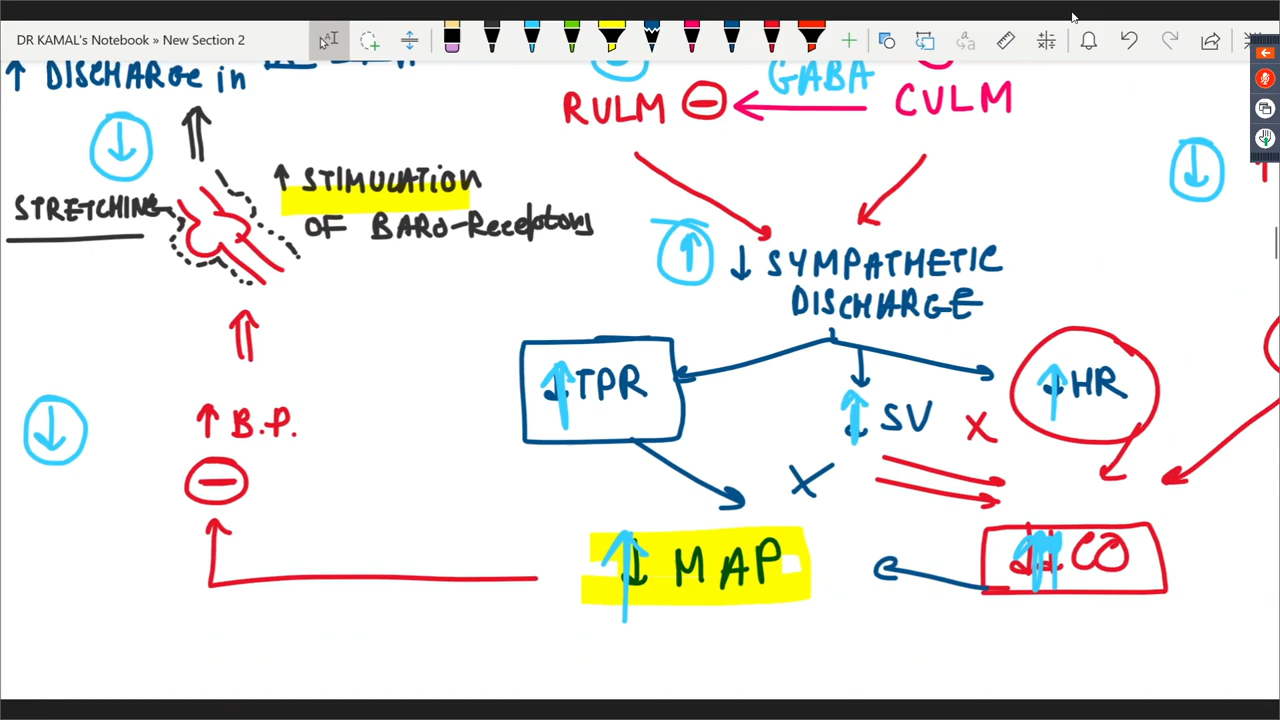 DR KAMAL's Notebook » New Section 2
↑ DISCHARGE in
GABA
RVLM ⊖ ← CVLM
↓
↓
↑ STIMULATION
OF BARO-Receptors
STRETCHING
↑ ↓ SYMPATHETIC
DISCHARGE
↓↑ TPR
↓↑ HR
↓↑ SV X
↓
↑ B.P.
⊖
X
↑↓ MAP
↓↓↑↑ CO